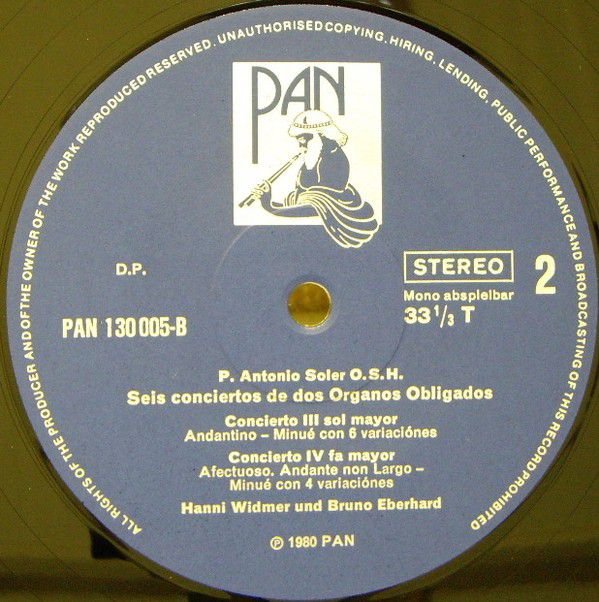 ALL RIGHTS OF THE PRODUCER AND OF THE OWNER OF THE WORK REPRODUCED RESERVED. UNAUTHORISED COPYING, HIRING, LENDING, PUBLIC PERFORMANCE AND BROADCASTING OF THIS RECORD PROHIBITED
PAN
D.P.
STEREO 2
Mono abspielbar
PAN 130 005-B 33 1/3 T
P. Antonio Soler O.S.H.
Seis conciertos de dos Organos Obligados
Concierto III sol mayor
Andantino – Minué con 6 variaciónes
Concierto IV fa mayor
Afectuoso. Andante non Largo –
Minué con 4 variaciónes
Hanni Widmer und Bruno Eberhard
℗ 1980 PAN